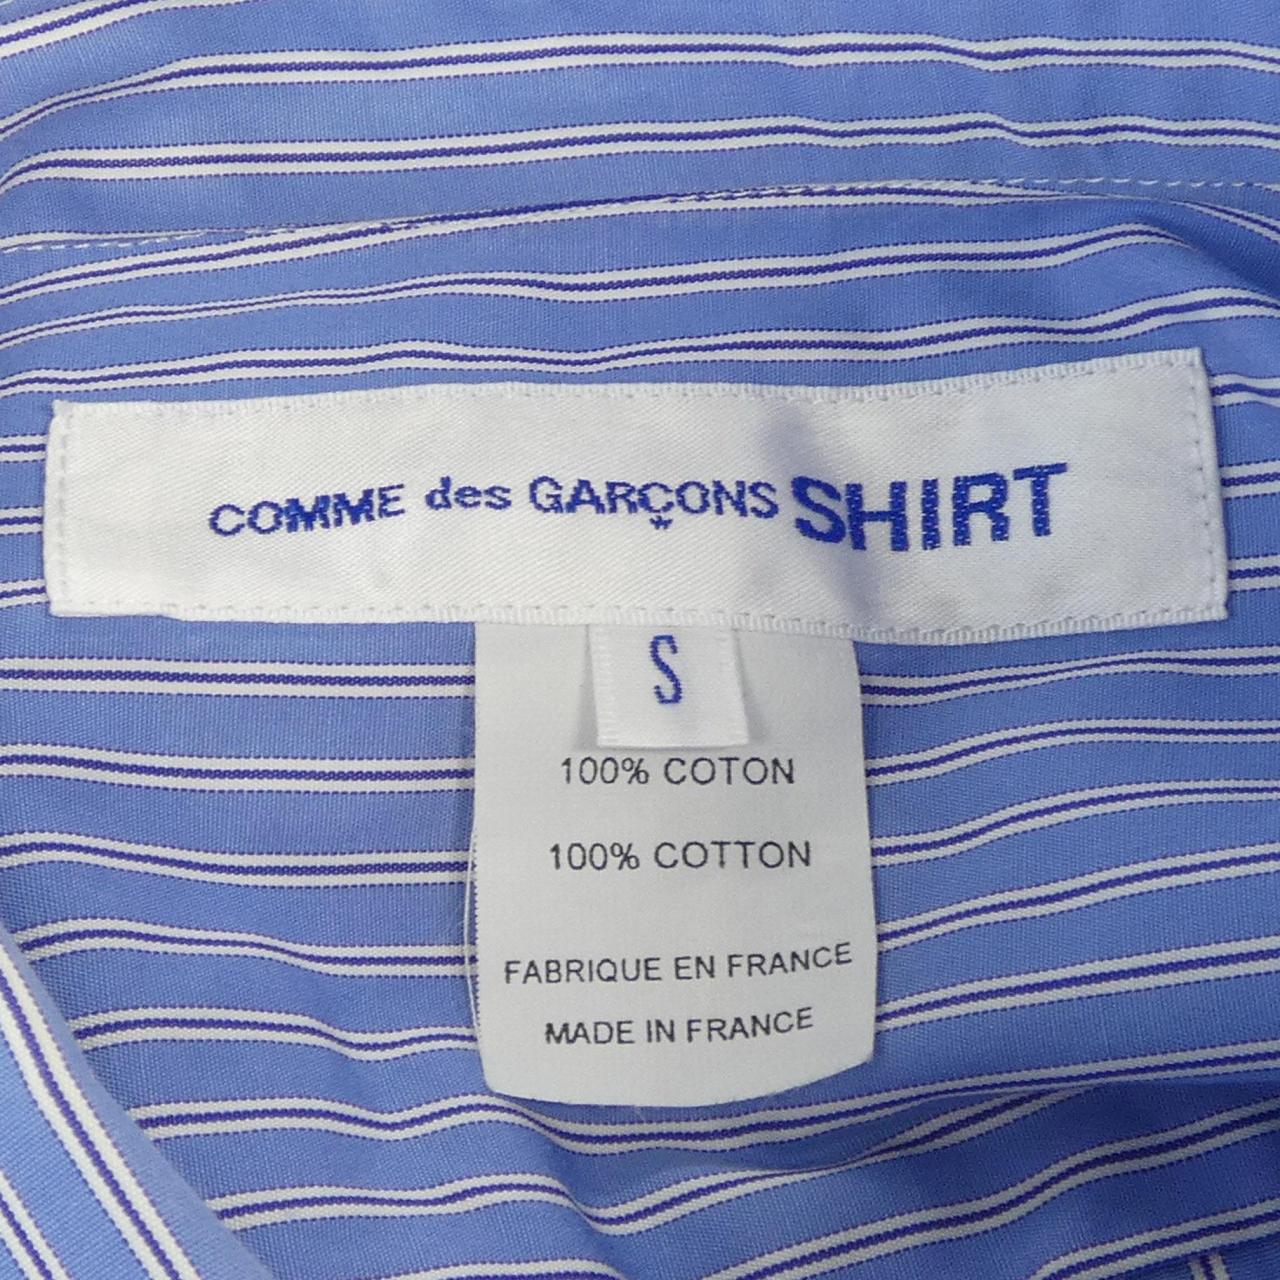 COMME des GARÇONS SHIRT
S
100% COTON
100% COTTON
FABRIQUE EN FRANCE
MADE IN FRANCE